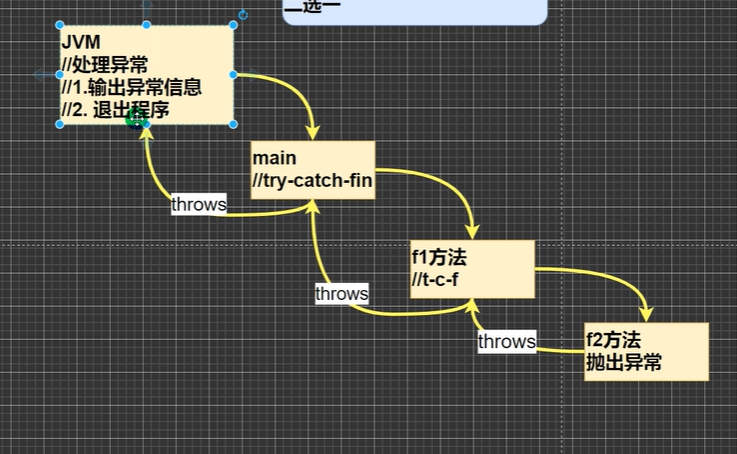 二选一
JVM
//处理异常
//1.输出异常信息
//2. 退出程序
main
//try-catch-fin
throws
f1方法
//t-c-f
throws
f2方法
抛出异常
throws